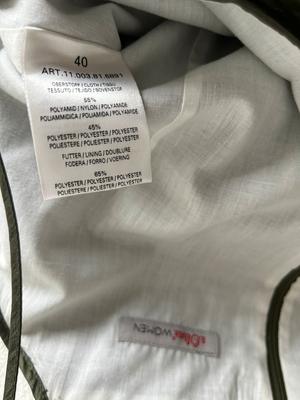 40
ART.11.003.81.6891
OBERSTOFF / CLOTH / TISSU
TESSUTO / TEJIDO / BOVENSTOF
55%
POLYAMID / NYLON / POLYAMIDE
POLIAMMIDICA / POLIAMIDA / POLYAMIDE
45%
POLYESTER / POLYESTER / POLYESTER
POLIESTERE / POLIESTER / POLYESTER
FUTTER / LINING / DOUBLURE
FODERA / FORRO / VOERING
65%
POLYESTER / POLYESTER / POLYESTER
POLIESTERE / POLIESTER / POLYESTER
s.Oliver WOMEN